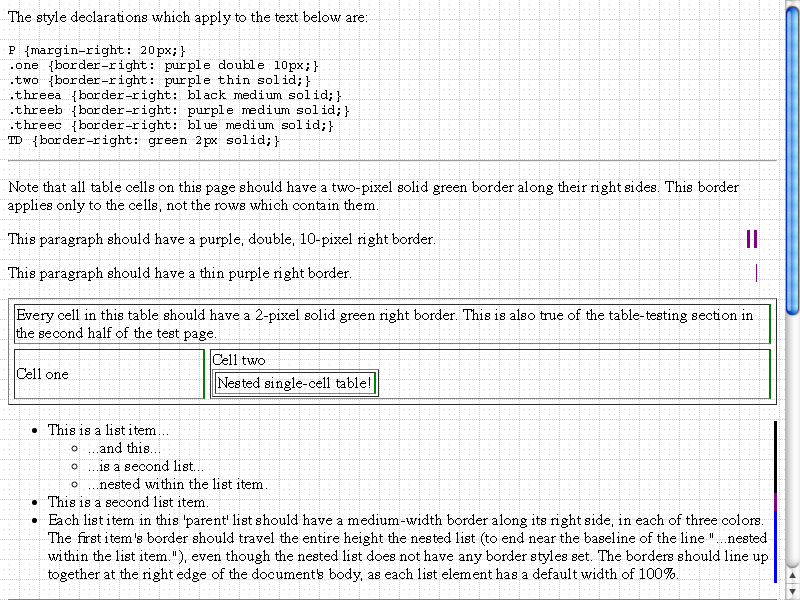 The style declarations which apply to the text below are:
P {margin-right: 20px;}
.one {border-right: purple double 10px;}
.two {border-right: purple thin solid;}
.threea {border-right: black medium solid;}
.threeb {border-right: purple medium solid;}
.threec {border-right: blue medium solid;}
TD {border-right: green 2px solid;}
Note that all table cells on this page should have a two-pixel solid green border along their right sides. This border
applies only to the cells, not the rows which contain them.
This paragraph should have a purple, double, 10-pixel right border.
This paragraph should have a thin purple right border.
Every cell in this table should have a 2-pixel solid green right border. This is also true of the table-testing section in
the second half of the test page.
Cell one
Cell two
Nested single-cell table!
This is a list item...
...and this...
...is a second list...
...nested within the list item.
This is a second list item.
Each list item in this 'parent' list should have a medium-width border along its right side, in each of three colors.
The first item's border should travel the entire height the nested list (to end near the baseline of the line "...nested
within the list item."), even though the nested list does not have any border styles set. The borders should line up
together at the right edge of the document's body, as each list element has a default width of 100%.